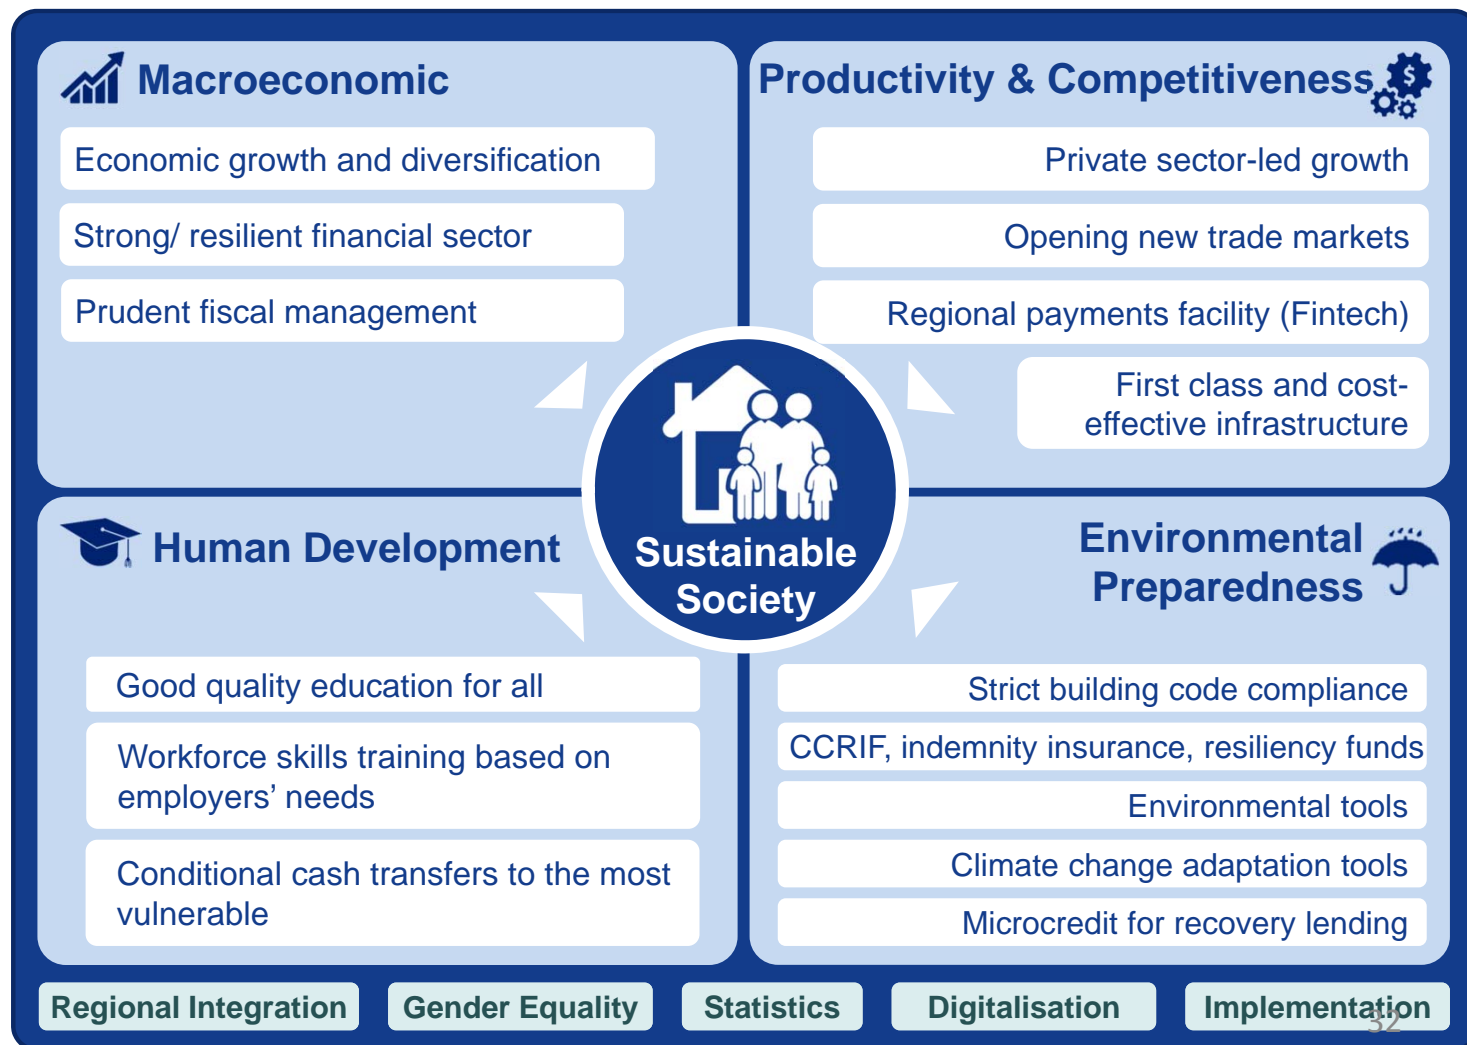 Macroeconomic
Economic growth and diversification
Strong/ resilient financial sector
Prudent fiscal management
Productivity & Competitiveness
$
Private sector-led growth
Opening new trade markets
Regional payments facility (Fintech)
First class and cost-
effective infrastructure
Sustainable
Society
Human Development
Good quality education for all
Workforce skills training based on
employers’ needs
Conditional cash transfers to the most
vulnerable
Environmental
Preparedness
Strict building code compliance
CCRIF, indemnity insurance, resiliency funds
Environmental tools
Climate change adaptation tools
Microcredit for recovery lending
Regional Integration
Gender Equality
Statistics
Digitalisation
Implementation
32